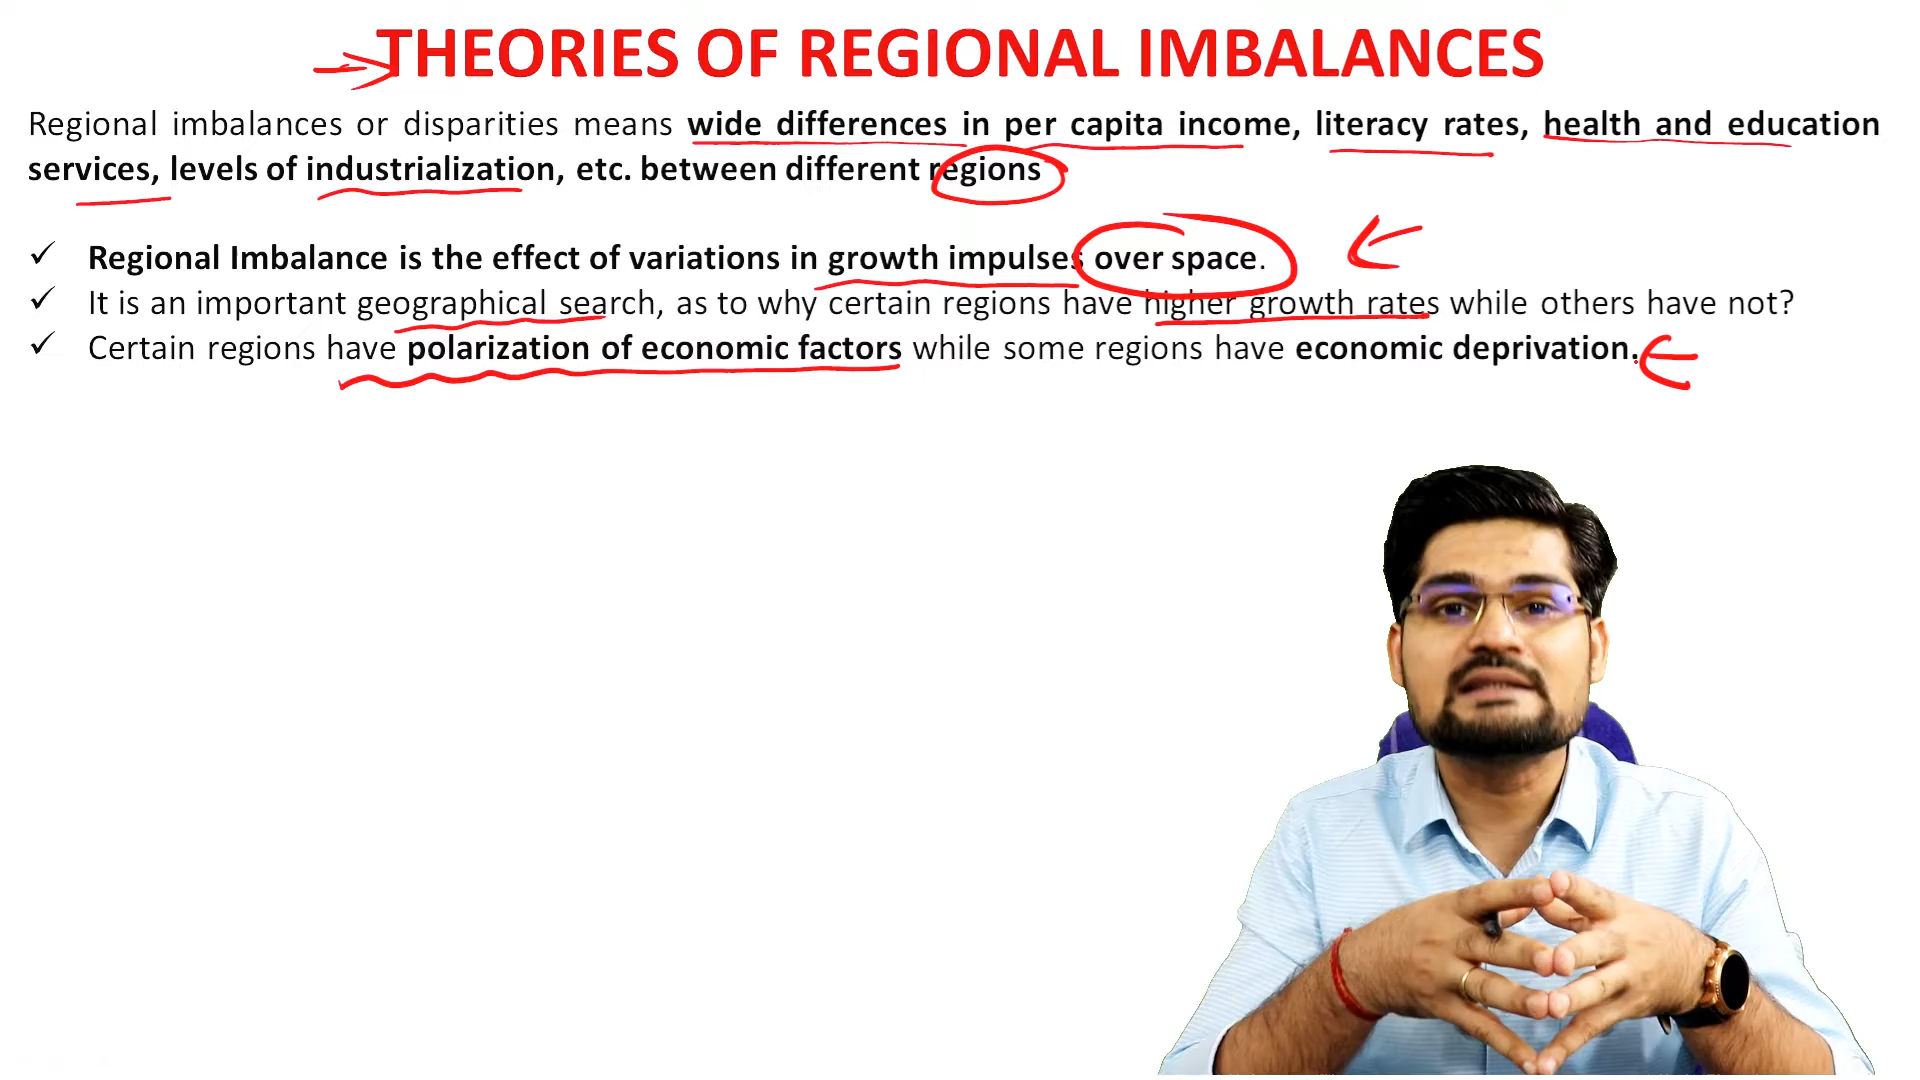 THEORIES OF REGIONAL IMBALANCES
Regional imbalances or disparities means wide differences in per capita income, literacy rates, health and education
services, levels of industrialization, etc. between different regions
✓ Regional Imbalance is the effect of variations in growth impulses over space.
✓ It is an important geographical search, as to why certain regions have higher growth rates while others have not?
✓ Certain regions have polarization of economic factors while some regions have economic deprivation.